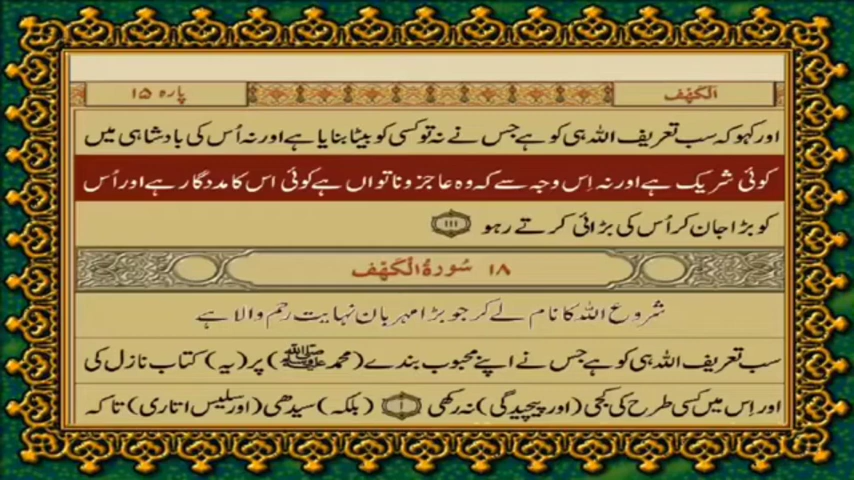 پارہ ۱۵ الکہف
اور کہو کہ سب تعریف اللہ ہی کو ہے جس نے نہ تو کسی کو بیٹا بنایا ہے اور نہ اُس کی بادشاہی میں
کوئی شریک ہے اور نہ اِس وجہ سے کہ وہ عاجز و ناتواں ہے کوئی اس کا مددگار ہے اور اُس
کو بڑا جان کر اُس کی بڑائی کرتے رہو ۱۱۱
۱۸ سُورۃُ الْکَہْف
شروع اللہ کا نام لے کر جو بڑا مہربان نہایت رحم والا ہے
سب تعریف اللہ ہی کو ہے جس نے اپنے محبوب بندے (محمد ﷺ) پر (یہ) کتاب نازل کی
اور اِس میں کسی طرح کی کجی (اور پیچیدگی) نہ رکھی ۱ (بلکہ) سیدھی (اور سلیس اتاری) تاکہ